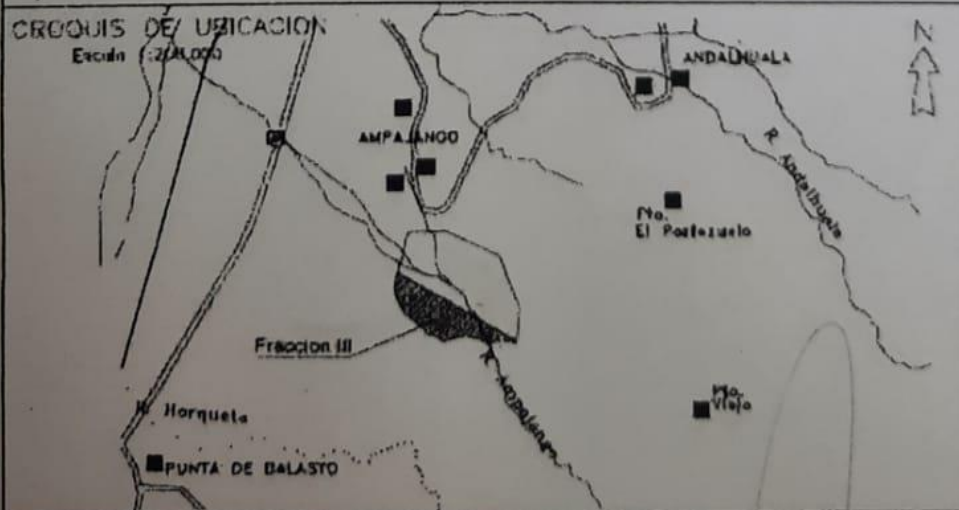 CROQUIS DE UBICACION
N
ANDALHUALA
AMPAJANGO
R. Andalhuala
Pto.
El Portezuelo
Fraccion III
R. Ampajango
Pto.
Viejo
Horqueta
PUNTA DE BALASTO